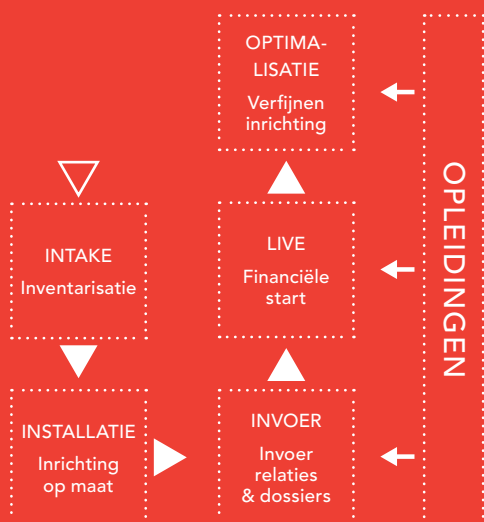 OPTIMA-
LISATIE
Verfijnen
inrichting
INTAKE
Inventarisatie
LIVE
Financiële
start
INSTALLATIE
Inrichting
op maat
INVOER
Invoer
relaties
& dossiers
OPLEIDINGEN